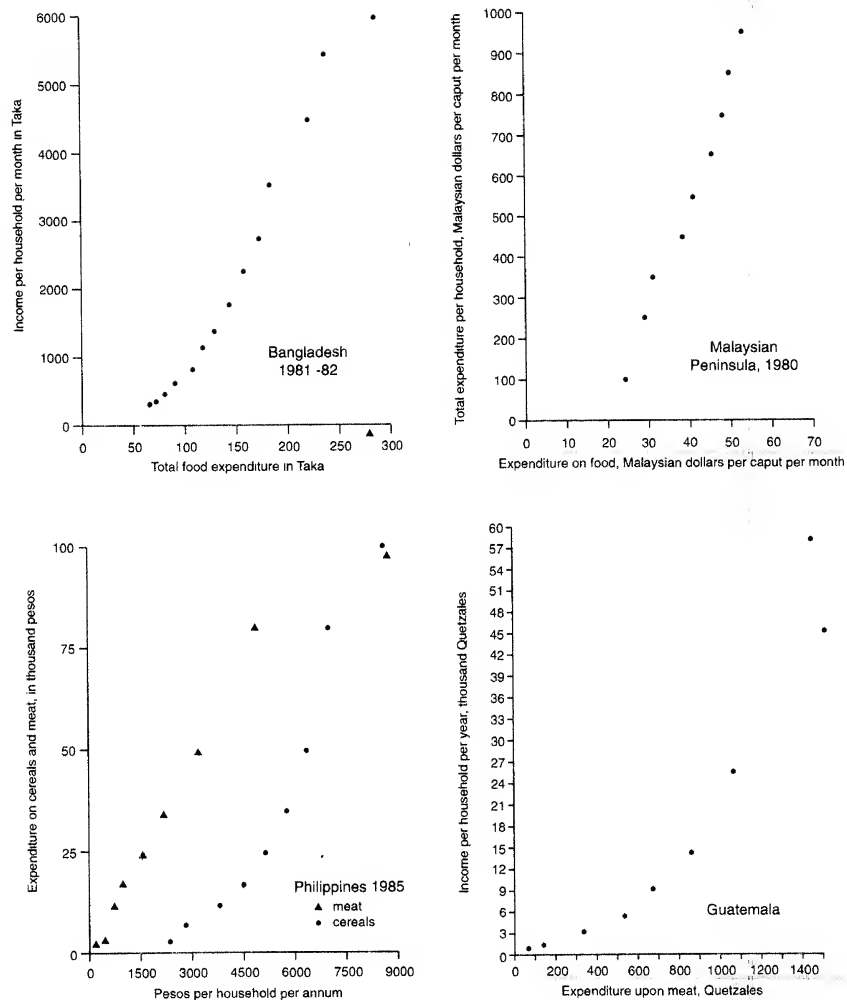 Income per household per month in Taka
6000
5000
4000
3000
2000
1000
0
Bangladesh
1981 -82
0 50 100 150 200 250 300
Total food expenditure in Taka
Total expenditure per household, Malaysian dollars per caput per month
1000
900
800
700
600
500
400
300
200
100
0
Malaysian
Peninsula, 1980
0 10 20 30 40 50 60 70
Expenditure on food, Malaysian dollars per caput per month
Expenditure on cereals and meat, in thousand pesos
100
75
50
25
0
Philippines 1985
meat
cereals
0 1500 3000 4500 6000 7500 9000
Pesos per household per annum
Income per household per year, thousand Quetzales
60
57
54
51
48
45
42
39
36
33
30
27
24
21
18
15
12
9
6
3
0
Guatemala
0 200 400 600 800 1000 1200 1400
Expenditure upon meat, Quetzales